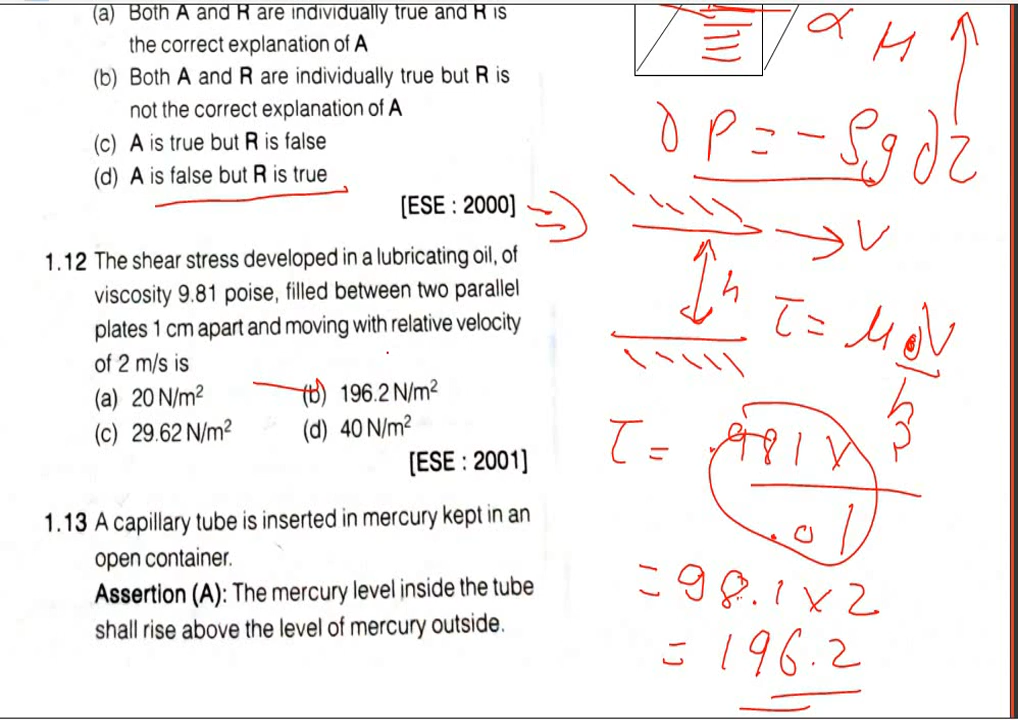 (a) Both A and R are individually true and R is
the correct explanation of A
(b) Both A and R are individually true but R is
not the correct explanation of A
(c) A is true but R is false
(d) A is false but R is true
[ESE : 2000]
1.12 The shear stress developed in a lubricating oil, of
viscosity 9.81 poise, filled between two parallel
plates 1 cm apart and moving with relative velocity
of 2 m/s is
(a) 20 N/m² (b) 196.2 N/m²
(c) 29.62 N/m² (d) 40 N/m²
[ESE : 2001]
1.13 A capillary tube is inserted in mercury kept in an
open container.
Assertion (A): The mercury level inside the tube
shall rise above the level of mercury outside.
α H
∂P = - ρg dz
V
h
τ = μ dV
h
τ = .981 × 2
.01
= 98.1 × 2
= 196.2